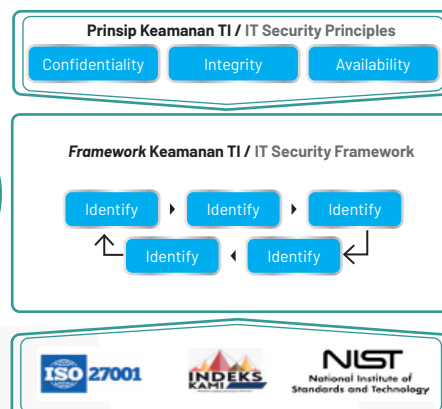 Prinsip Keamanan TI / IT Security Principles
Confidentiality Integrity Availability
Framework Keamanan TI / IT Security Framework
Identify Identify Identify
Identify Identify
ISO 27001
INDEKS
KAMI
NIST
National Institute of
Standards and Technology